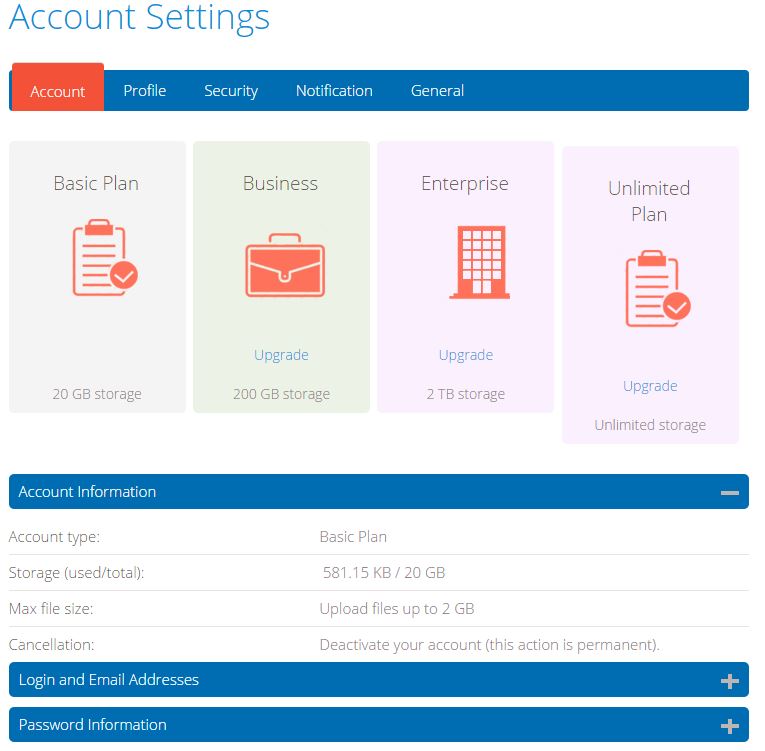 Account Settings
Account Profile Security Notification General
Basic Plan
20 GB storage
Business
Upgrade
200 GB storage
Enterprise
Upgrade
2 TB storage
Unlimited
Plan
Upgrade
Unlimited storage
Account Information
Account type: Basic Plan
Storage (used/total): 581.15 KB / 20 GB
Max file size: Upload files up to 2 GB
Cancellation: Deactivate your account (this action is permanent).
Login and Email Addresses
Password Information